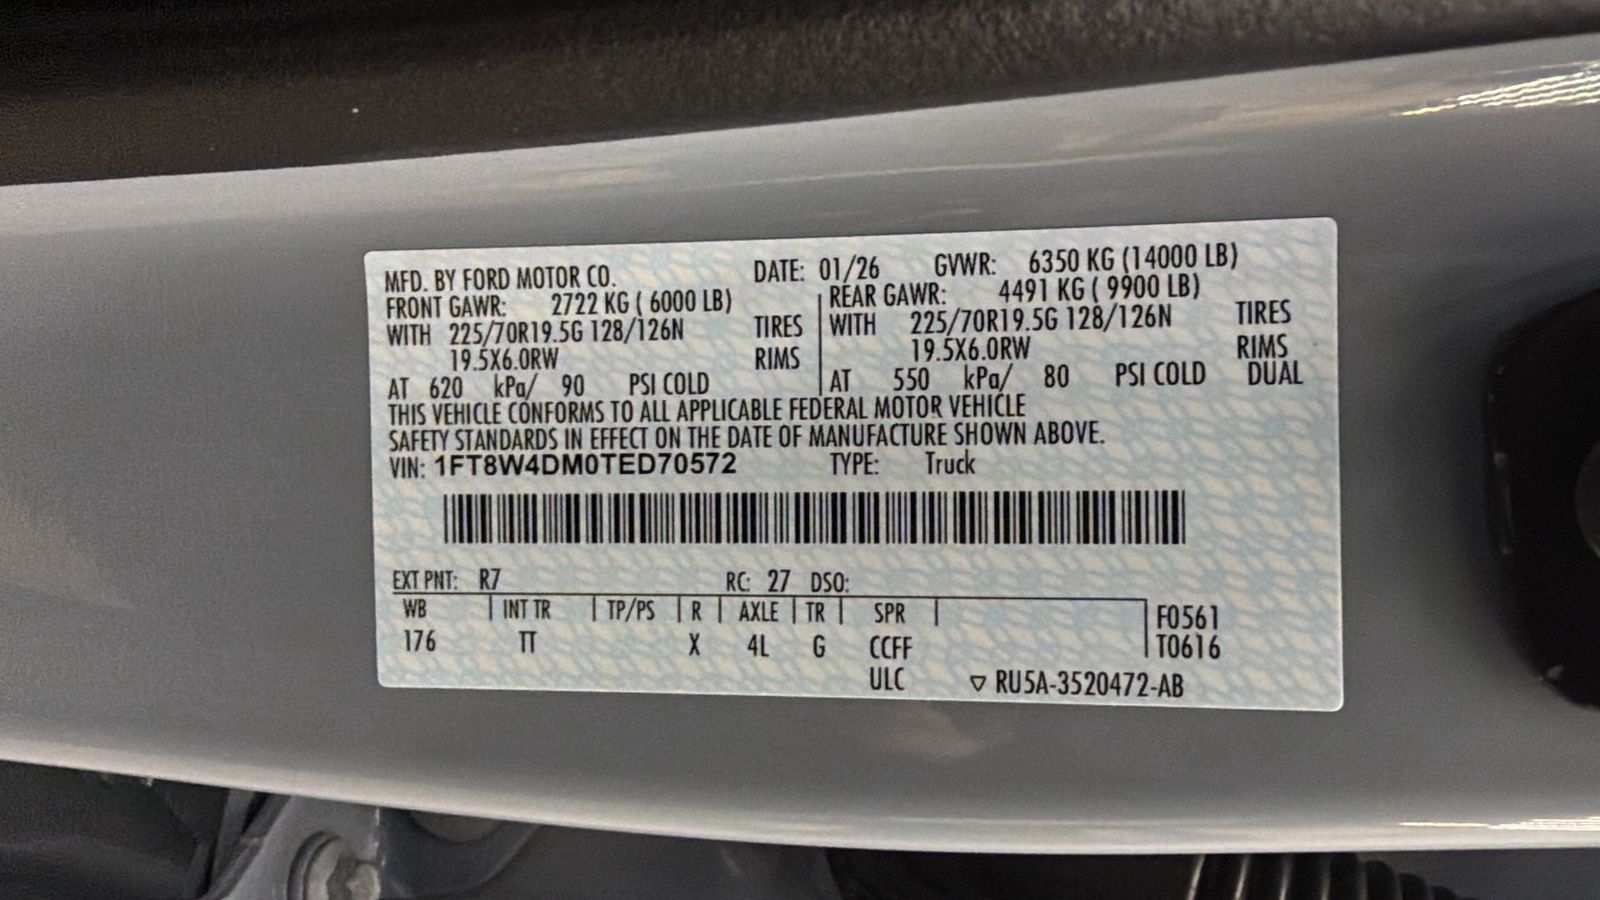 MFD. BY FORD MOTOR CO. DATE: 01/26 GVWR: 6350 KG (14000 LB)
FRONT GAWR: 2722 KG ( 6000 LB) REAR GAWR: 4491 KG ( 9900 LB)
WITH 225/70R19.5G 128/126N TIRES WITH 225/70R19.5G 128/126N TIRES
19.5X6.0RW RIMS 19.5X6.0RW RIMS
AT 620 kPa/ 90 PSI COLD AT 550 kPa/ 80 PSI COLD DUAL
THIS VEHICLE CONFORMS TO ALL APPLICABLE FEDERAL MOTOR VEHICLE
SAFETY STANDARDS IN EFFECT ON THE DATE OF MANUFACTURE SHOWN ABOVE.
VIN: 1FT8W4DM0TED70572 TYPE: Truck
EXT PNT: R7 RC: 27 DSO:
WB INT TR TP/PS R AXLE TR SPR F0561
176 TT X 4L G CCFF T0616
ULC ▽ RU5A-3520472-AB